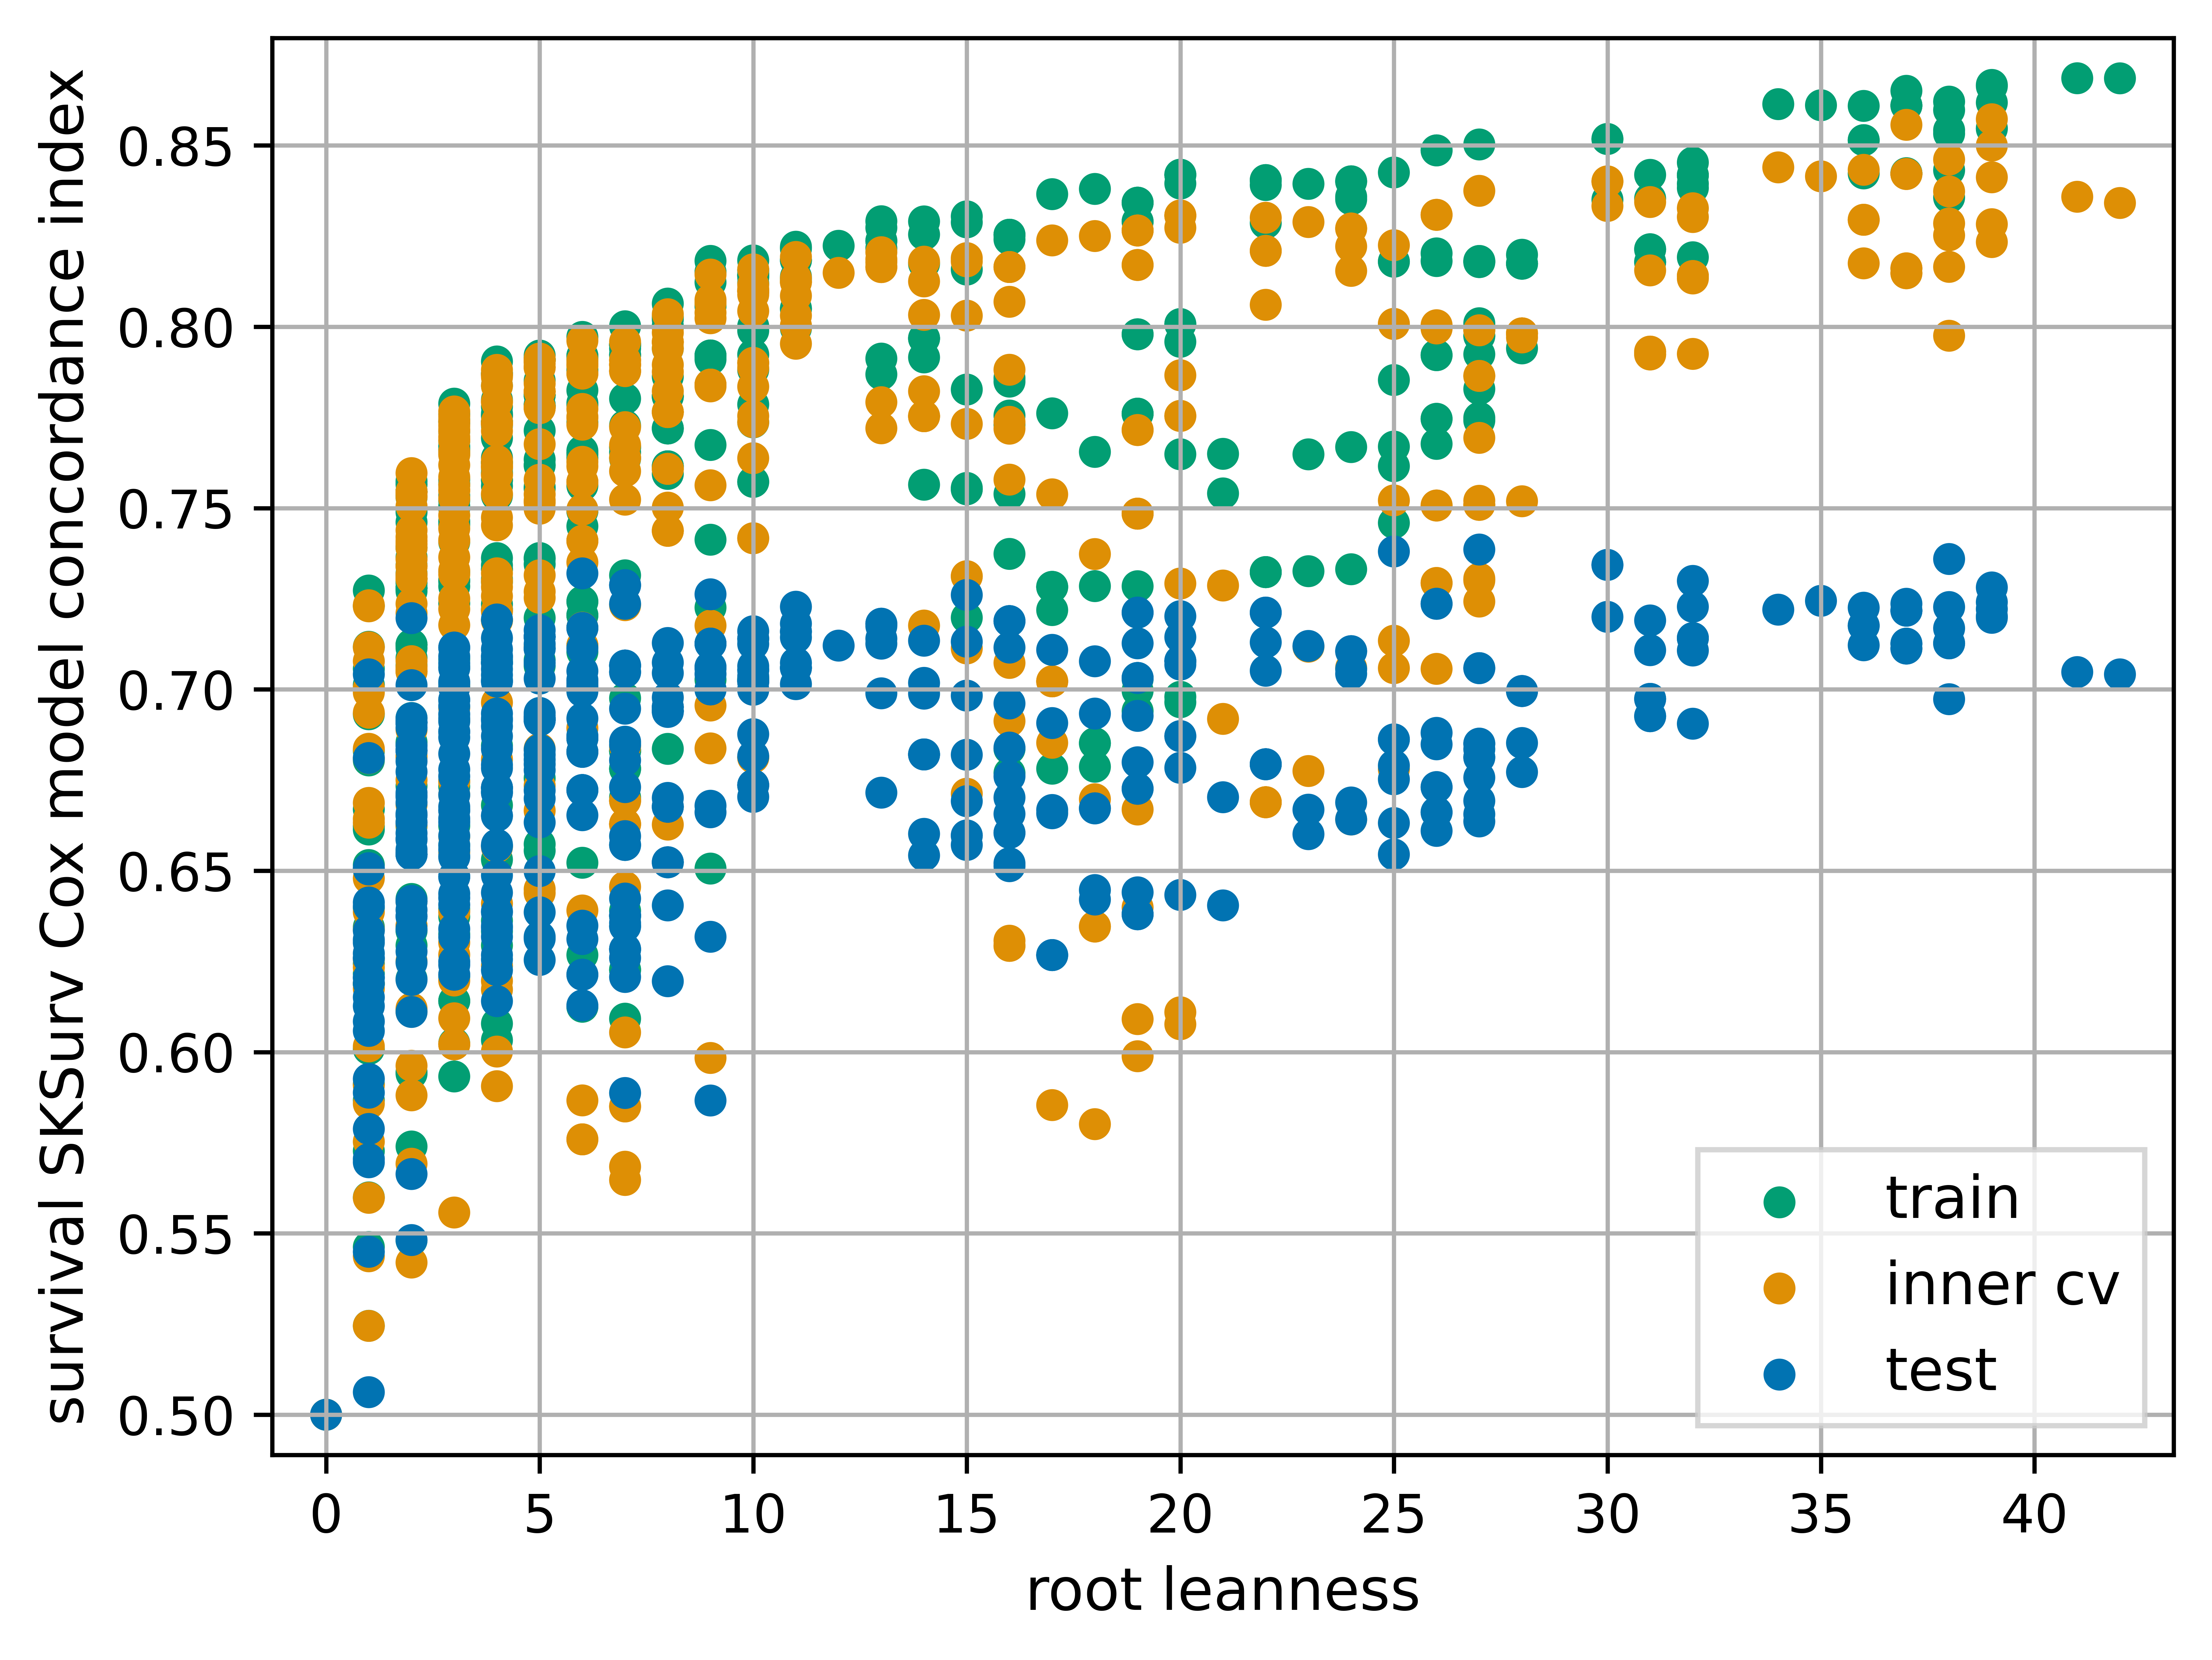 survival SKSurv Cox model concordance index
0.85
0.80
0.75
0.70
0.65
0.60
0.55
0.50
train
inner cv
test
0 5 10 15 20 25 30 35 40
root leanness